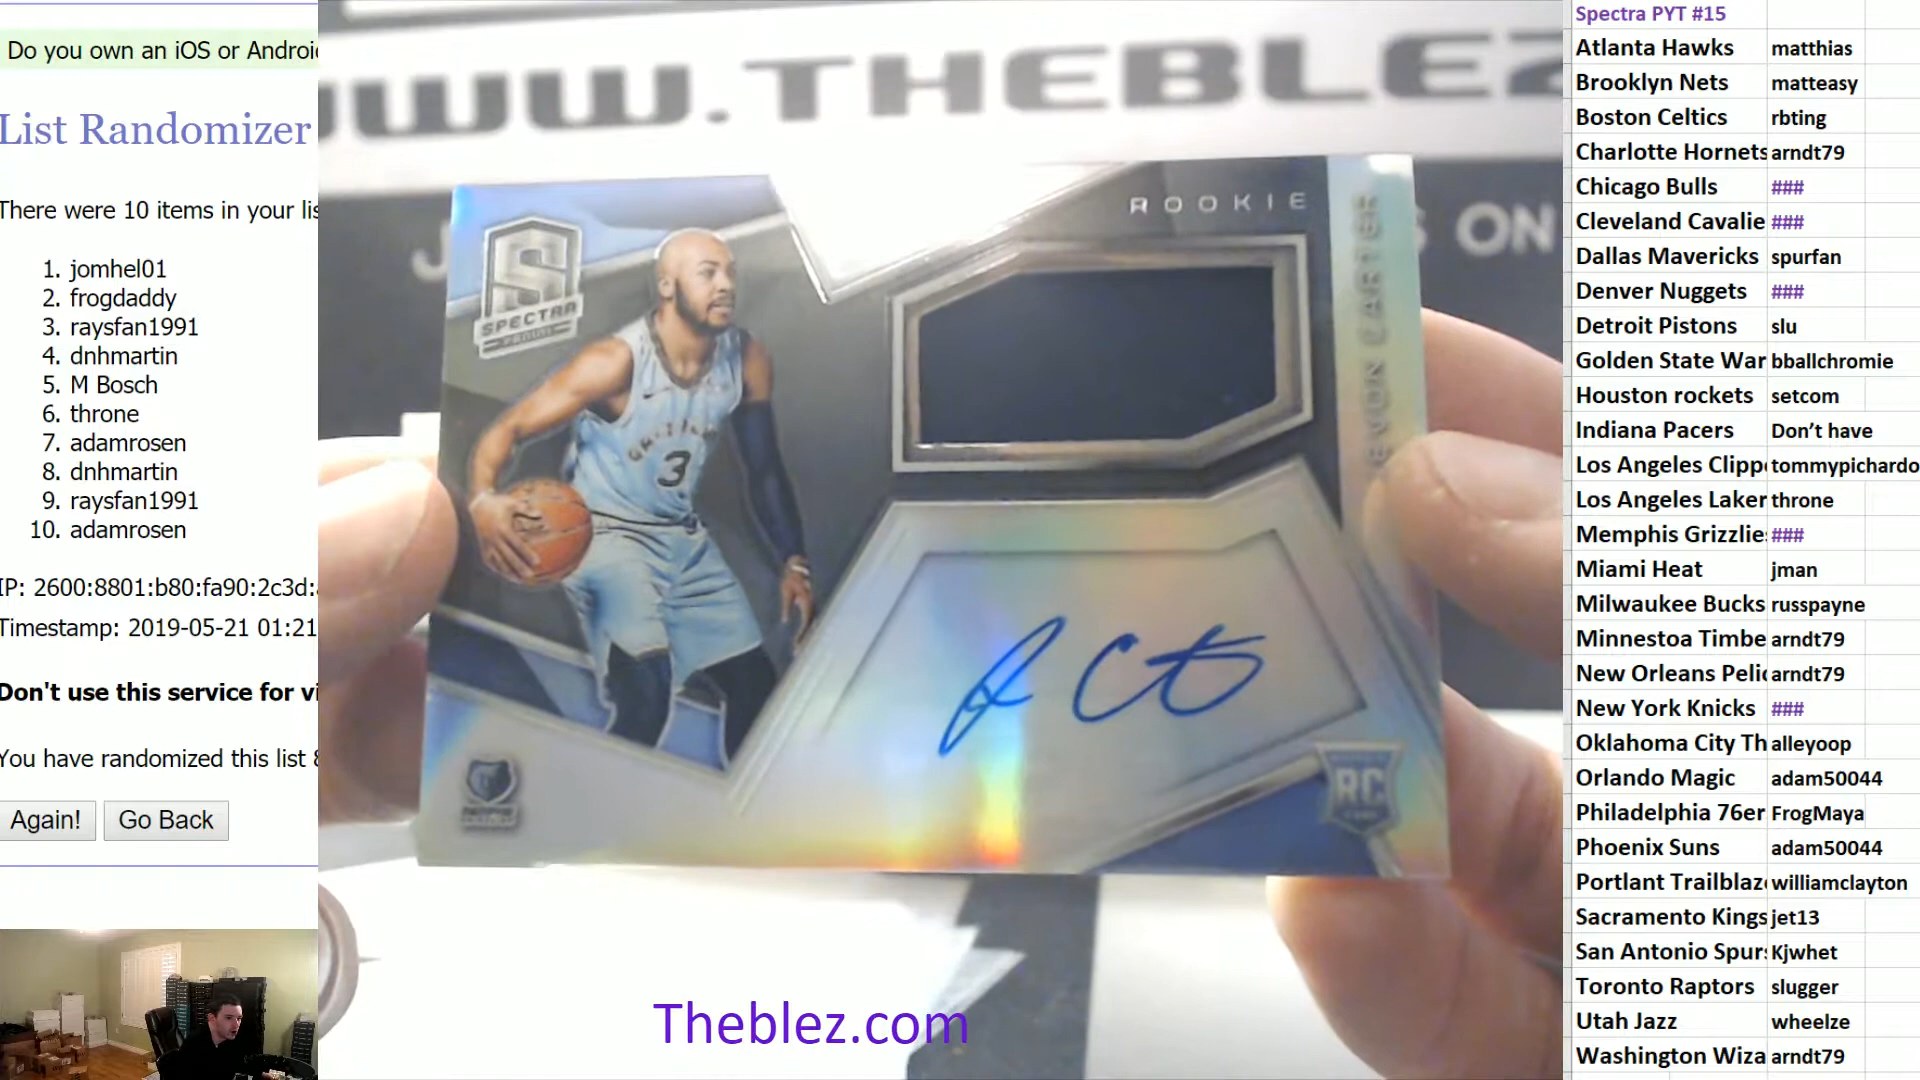 Do you own an iOS or Android
List Randomizer
There were 10 items in your lis
1. jomhel01
2. frogdaddy
3. raysfan1991
4. dnhmartin
5. M Bosch
6. throne
7. adamrosen
8. dnhmartin
9. raysfan1991
10. adamrosen
IP: 2600:8801:b80:fa90:2c3d:
Timestamp: 2019-05-21 01:21
Don't use this service for vi
You have randomized this list
Again! Go Back
WWW.THEBLEZ
ON
ROOKIE
S
SPECTRA
GRIZZLIES
3
RC
Theblez.com
Spectra PYT #15
Atlanta Hawks matthias
Brooklyn Nets matteasy
Boston Celtics rbting
Charlotte Hornets arndt79
Chicago Bulls ###
Cleveland Cavalie ###
Dallas Mavericks spurfan
Denver Nuggets ###
Detroit Pistons slu
Golden State War bballchromie
Houston rockets setcom
Indiana Pacers Don't have
Los Angeles Clipp tommypichardo
Los Angeles Laker throne
Memphis Grizzlie ###
Miami Heat jman
Milwaukee Bucks russpayne
Minnestoa Timbe arndt79
New Orleans Pelic arndt79
New York Knicks ###
Oklahoma City Th alleyoop
Orlando Magic adam50044
Philadelphia 76er FrogMaya
Phoenix Suns adam50044
Portlant Trailblaz williamclayton
Sacramento Kings jet13
San Antonio Spur Kjwhet
Toronto Raptors slugger
Utah Jazz wheelze
Washington Wiza arndt79